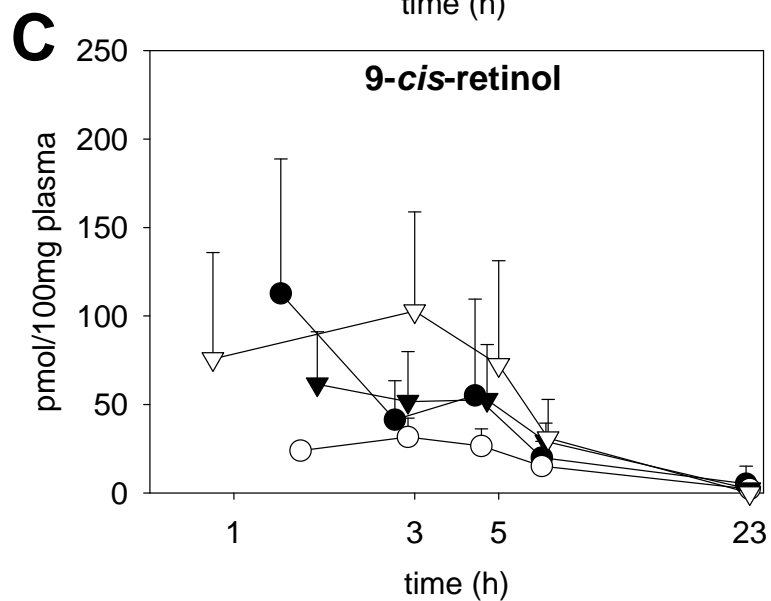 time (h)
C
250
9-cis-retinol
200
150
100
50
0
pmol/100mg plasma
1 3 5 23
time (h)